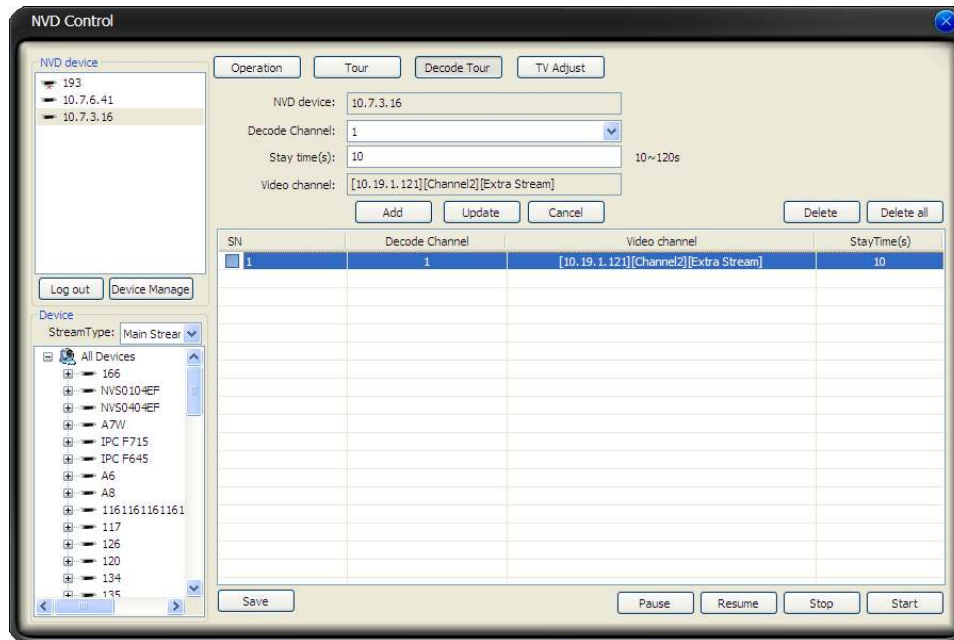 NVD Control
NVD device
193
10.7.6.41
10.7.3.16
Log out Device Manage
Device
StreamType: Main Strear
All Devices
166
NVS0104EF
NVS0404EF
A7W
IPC F715
IPC F645
A6
A8
1161161161161
117
126
120
134
135
Operation Tour Decode Tour TV Adjust
NVD device: 10.7.3.16
Decode Channel: 1
Stay time(s): 10 10~120s
Video channel: [10.19.1.121][Channel2][Extra Stream]
Add Update Cancel Delete Delete all
SN Decode Channel Video channel StayTime(s)
1 1 [10.19.1.121][Channel2][Extra Stream] 10
Save Pause Resume Stop Start